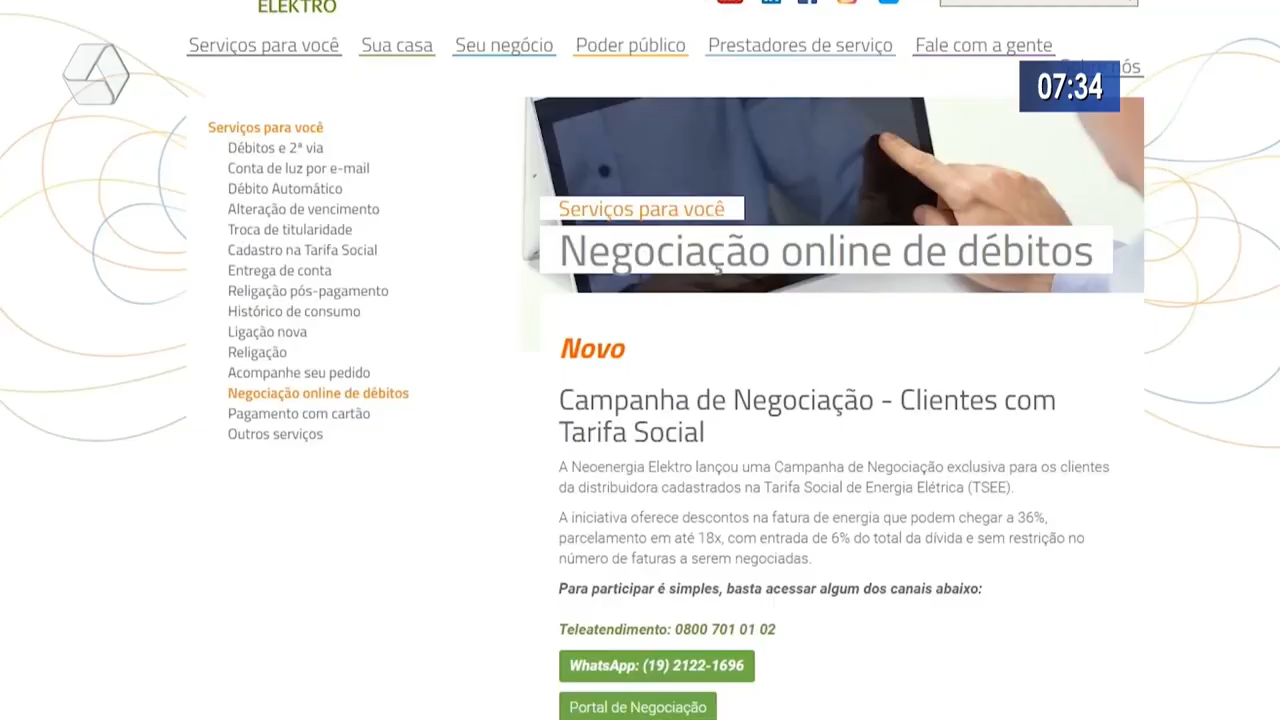 ELEKTRO
Serviços para você Sua casa Seu negócio Poder público Prestadores de serviço Fale com a gente
Sobre nós
07:34
Serviços para você
Débitos e 2ª via
Conta de luz por e-mail
Débito Automático
Alteração de vencimento
Troca de titularidade
Cadastro na Tarifa Social
Entrega de conta
Religação pós-pagamento
Histórico de consumo
Ligação nova
Religação
Acompanhe seu pedido
Negociação online de débitos
Pagamento com cartão
Outros serviços
Serviços para você
Negociação online de débitos
Novo
Campanha de Negociação - Clientes com
Tarifa Social
A Neoenergia Elektro lançou uma Campanha de Negociação exclusiva para os clientes
da distribuidora cadastrados na Tarifa Social de Energia Elétrica (TSEE).
A iniciativa oferece descontos na fatura de energia que podem chegar a 36%,
parcelamento em até 18x, com entrada de 6% do total da dívida e sem restrição no
número de faturas a serem negociadas.
Para participar é simples, basta acessar algum dos canais abaixo:
Teleatendimento: 0800 701 01 02
WhatsApp: (19) 2122-1696
Portal de Negociação